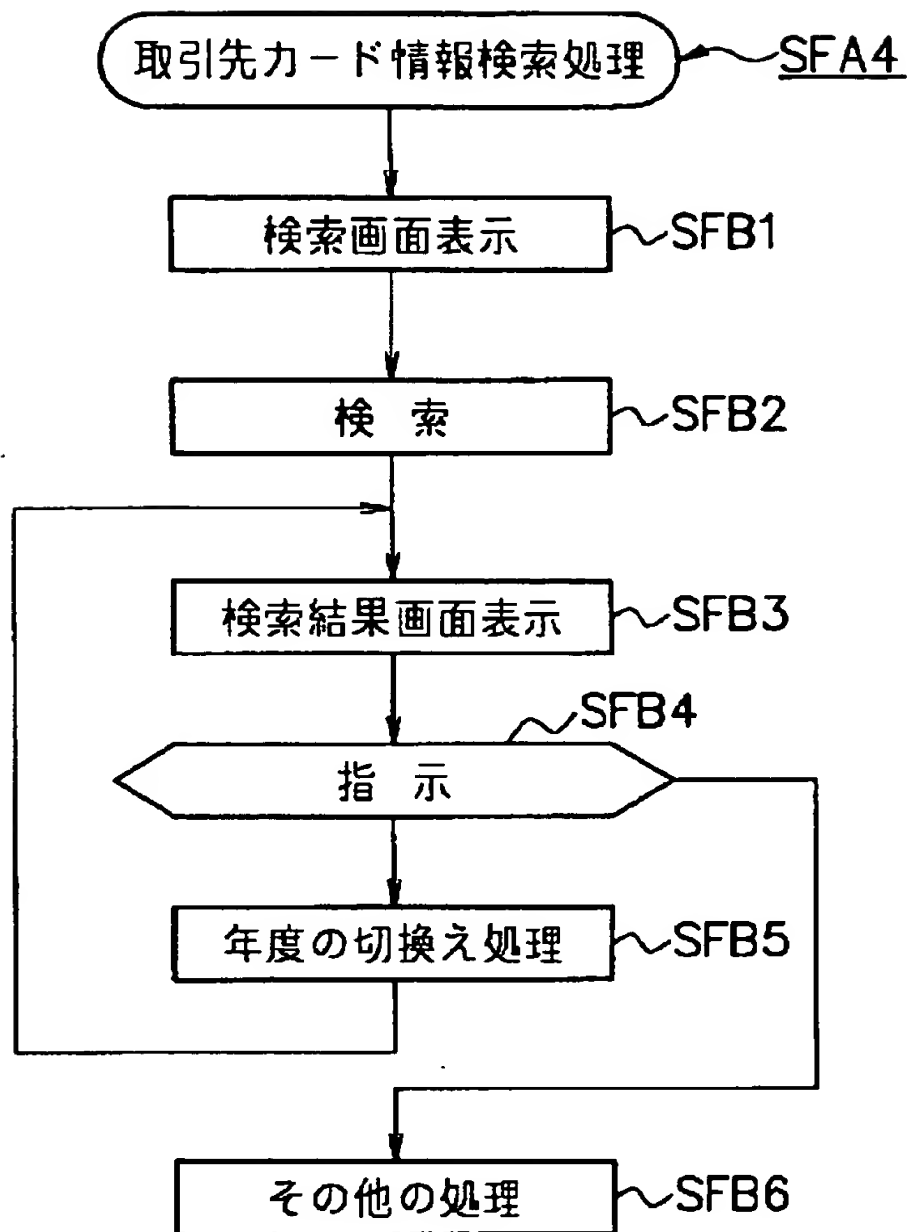 取引先カード情報検索処理 SFA4
検索画面表示 SFB1
検 索 SFB2
検索結果画面表示 SFB3
SFB4
指 示
年度の切換え処理 SFB5
その他の処理 SFB6